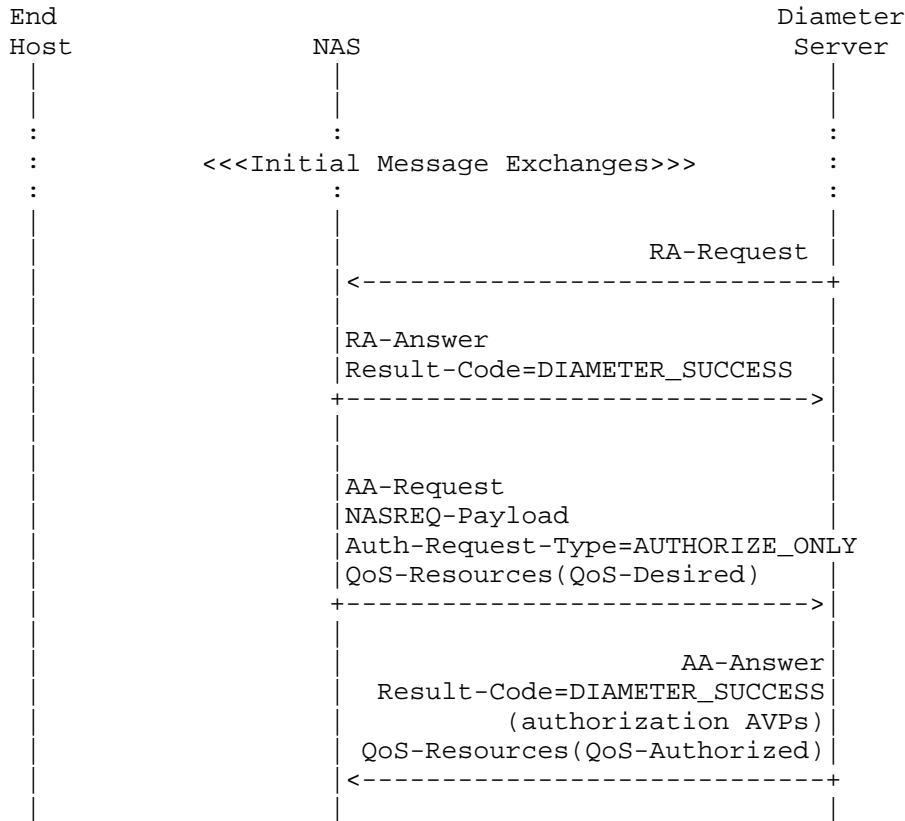 End Diameter
Host NAS Server
<<<Initial Message Exchanges>>>
RA-Request
RA-Answer
Result-Code=DIAMETER_SUCCESS
AA-Request
NASREQ-Payload
Auth-Request-Type=AUTHORIZE_ONLY
QoS-Resources(QoS-Desired)
AA-Answer
Result-Code=DIAMETER_SUCCESS
(authorization AVPs)
QoS-Resources(QoS-Authorized)